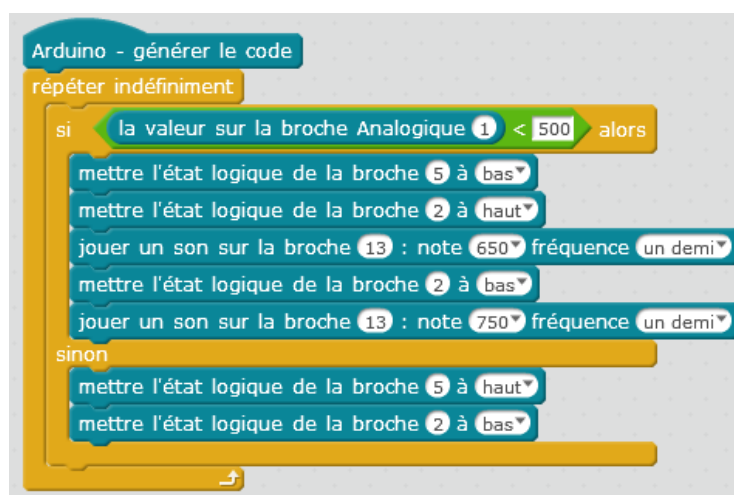 Arduino - générer le code
répéter indéfiniment
si la valeur sur la broche Analogique 1 < 500 alors
mettre l'état logique de la broche 5 à bas
mettre l'état logique de la broche 2 à haut
jouer un son sur la broche 13 : note 650 fréquence un demi
mettre l'état logique de la broche 2 à bas
jouer un son sur la broche 13 : note 750 fréquence un demi
sinon
mettre l'état logique de la broche 5 à haut
mettre l'état logique de la broche 2 à bas